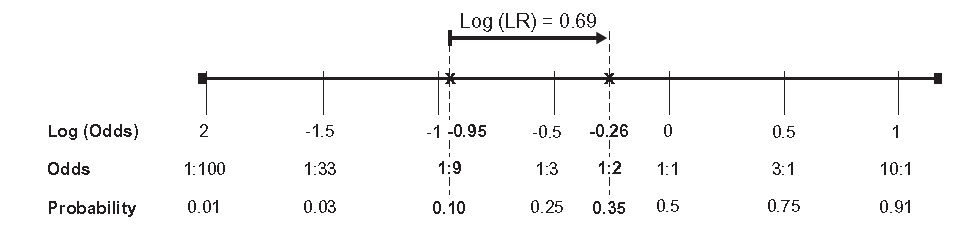 Log (LR) = 0.69
Log (Odds) 2 -1.5 -1 -0.95 -0.5 -0.26 0 0.5 1
Odds 1:100 1:33 1:9 1:3 1:2 1:1 3:1 10:1
Probability 0.01 0.03 0.10 0.25 0.35 0.5 0.75 0.91